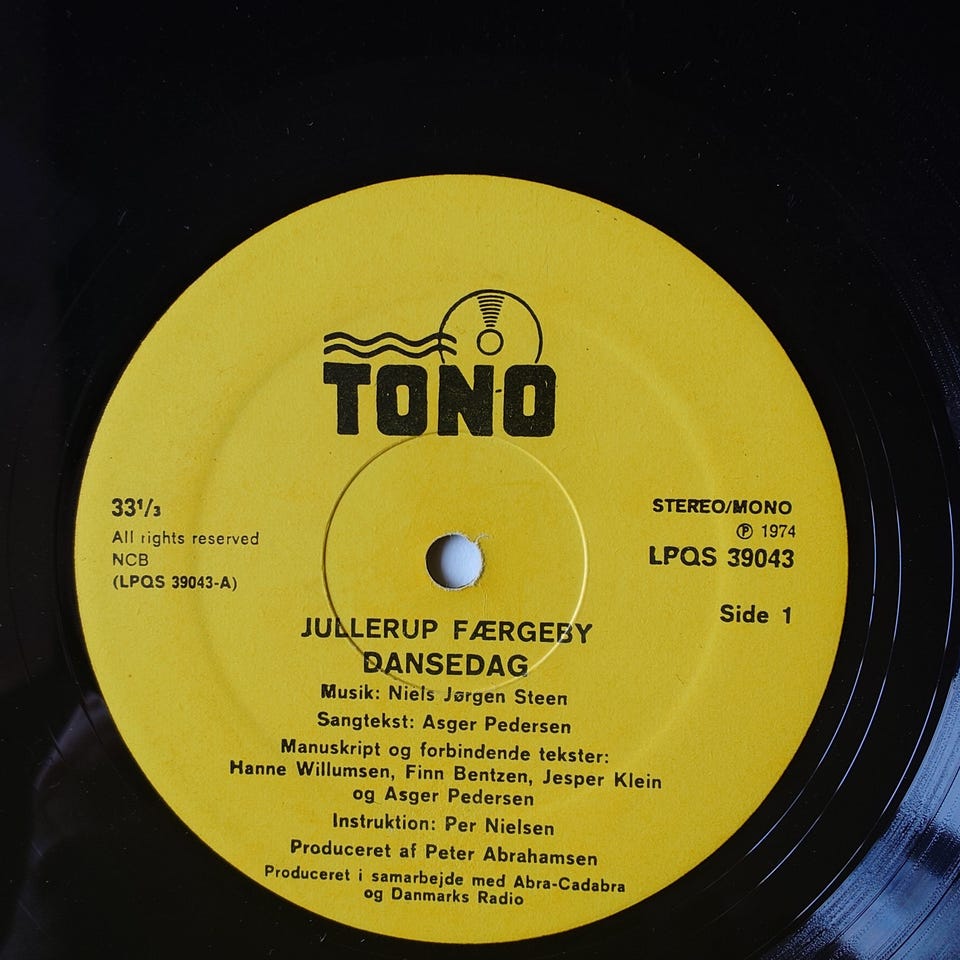 TONO
33 1/3
All rights reserved
NCB
(LPQS 39043-A)
STEREO/MONO
℗ 1974
LPQS 39043
Side 1
JULLERUP FÆRGEBY
DANSEDAG
Musik: Niels Jørgen Steen
Sangtekst: Asger Pedersen
Manuskript og forbindende tekster:
Hanne Willumsen, Finn Bentzen, Jesper Klein
og Asger Pedersen
Instruktion: Per Nielsen
Produceret af Peter Abrahamsen
Produceret i samarbejde med Abra-Cadabra
og Danmarks Radio